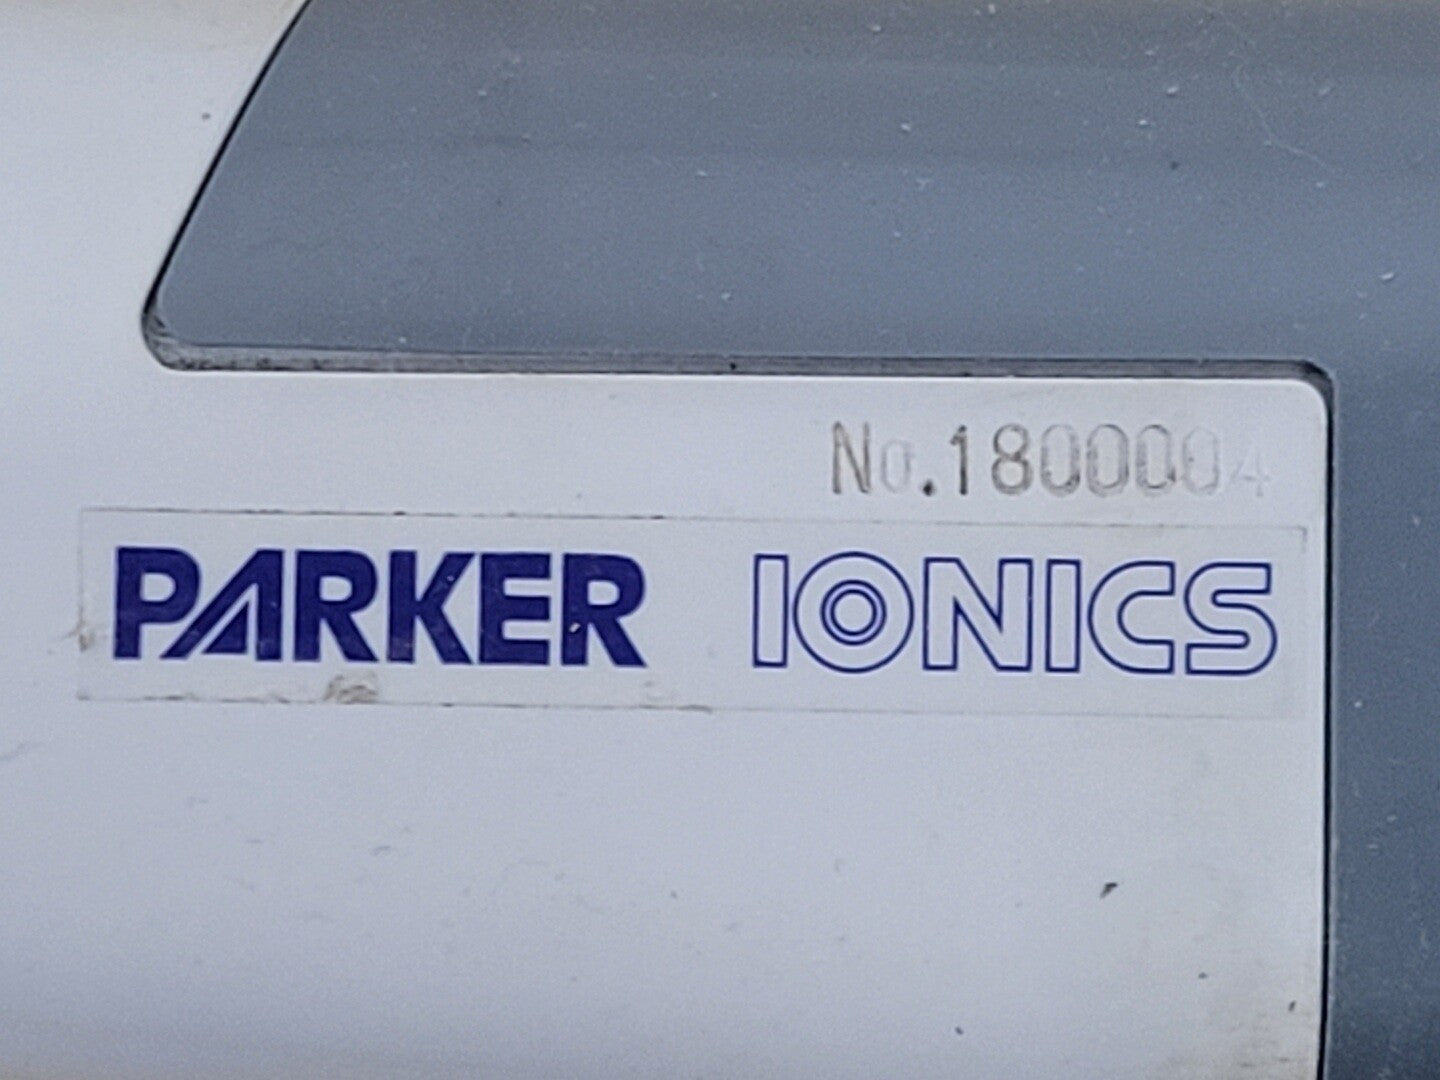 No.1800004
PARKER IONICS